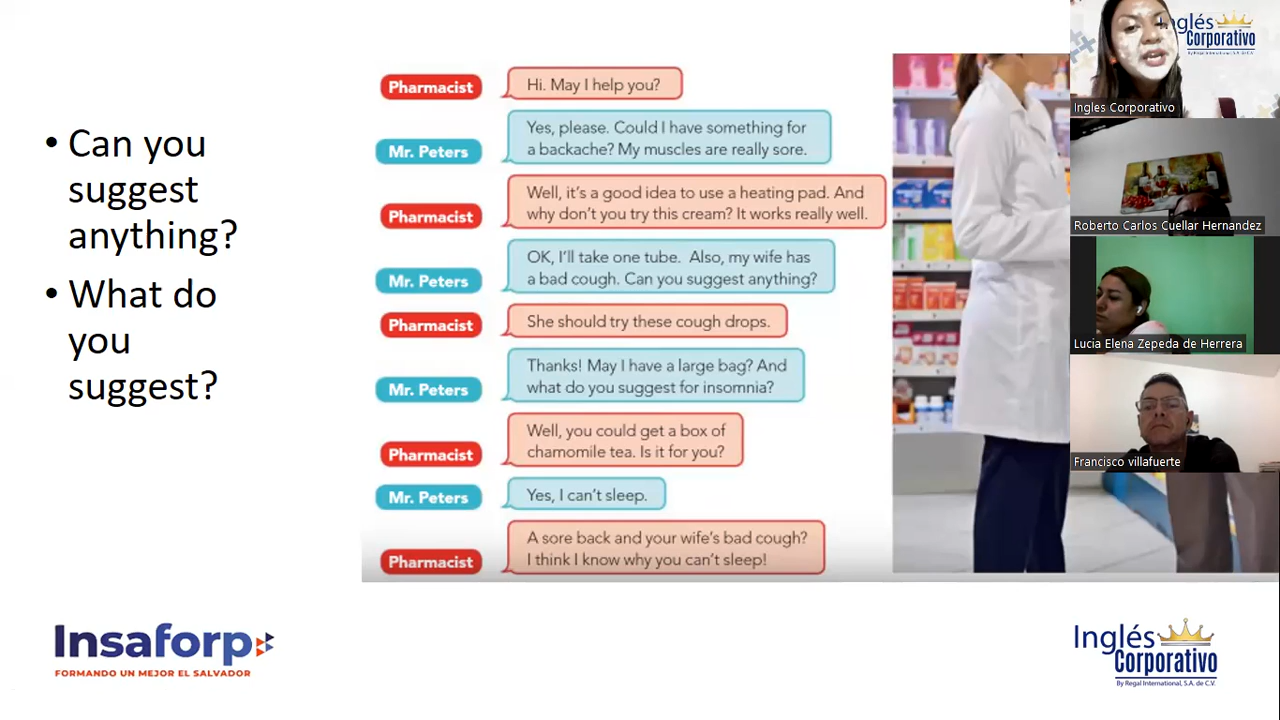 • Can you
suggest
anything?
• What do
you
suggest?
Pharmacist
Hi. May I help you?
Mr. Peters
Yes, please. Could I have something for
a backache? My muscles are really sore.
Pharmacist
Well, it's a good idea to use a heating pad. And
why don't you try this cream? It works really well.
Mr. Peters
OK, I'll take one tube. Also, my wife has
a bad cough. Can you suggest anything?
Pharmacist
She should try these cough drops.
Mr. Peters
Thanks! May I have a large bag? And
what do you suggest for insomnia?
Pharmacist
Well, you could get a box of
chamomile tea. Is it for you?
Mr. Peters
Yes, I can't sleep.
Pharmacist
A sore back and your wife's bad cough?
I think I know why you can't sleep!
Insaforp
FORMANDO UN MEJOR EL SALVADOR
Inglés
Corporativo
By Regal International, S.A. de C.V.
Inglés
Corporativo
By Regal International, S.A. de C.V.
Ingles Corporativo
Roberto Carlos Cuellar Hernandez
Lucia Elena Zepeda de Herrera
Francisco villafuerte